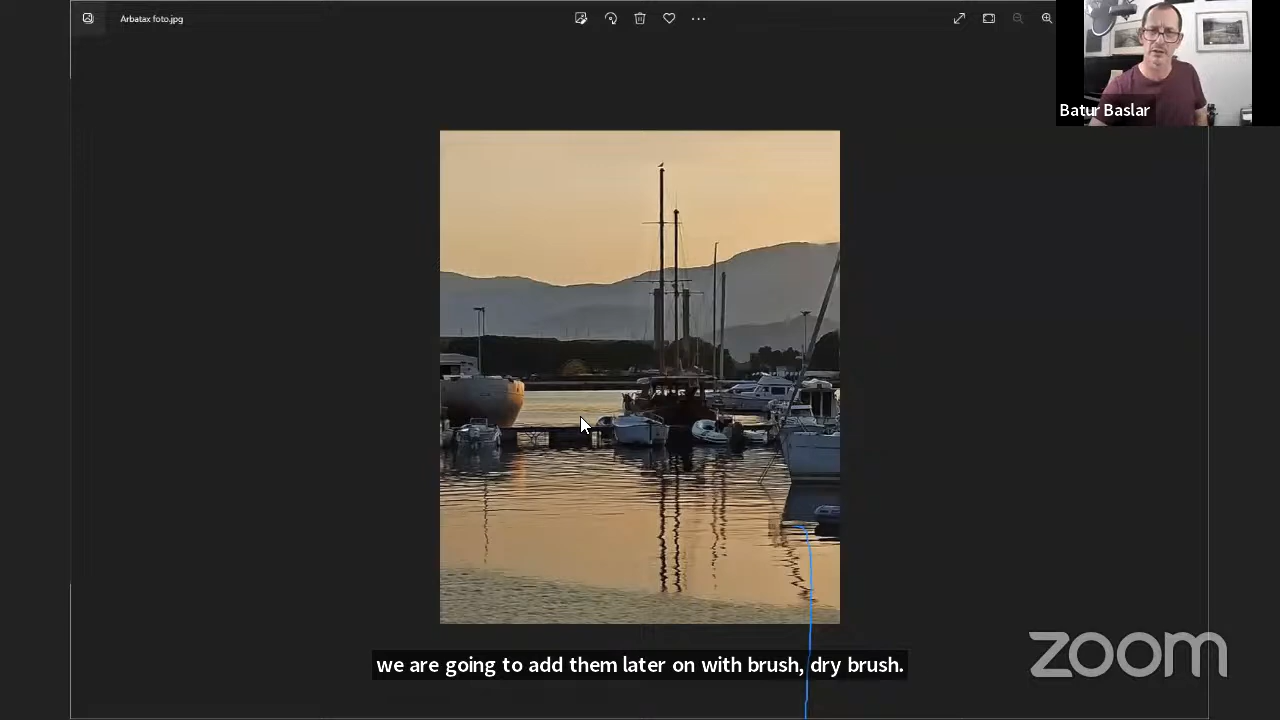 Arbatax foto.jpg
Batur Baslar
we are going to add them later on with brush, dry brush.
zoom